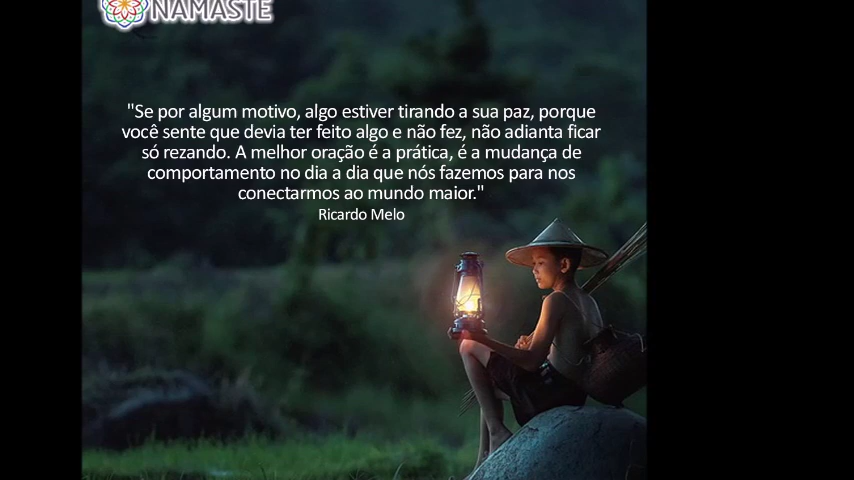 NAMASTE
"Se por algum motivo, algo estiver tirando a sua paz, porque
você sente que devia ter feito algo e não fez, não adianta ficar
só rezando. A melhor oração é a prática, é a mudança de
comportamento no dia a dia que nós fazemos para nos
conectarmos ao mundo maior."
Ricardo Melo